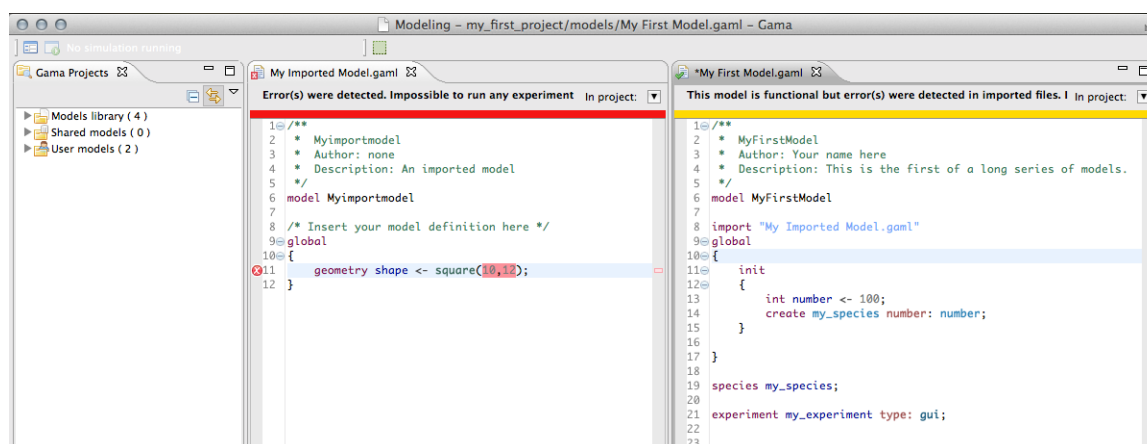 Modeling - my_first_project/models/My First Model.gaml - Gama
No simulation running
Gama Projects
Models library ( 4 )
Shared models ( 0 )
User models ( 2 )
My Imported Model.gaml
Error(s) were detected. Impossible to run any experiment In project:
1 /**
2 * Myimportmodel
3 * Author: none
4 * Description: An imported model
5 */
6 model Myimportmodel
7
8 /* Insert your model definition here */
9 global
10 {
11 geometry shape <- square(10,12);
12 }
*My First Model.gaml
This model is functional but error(s) were detected in imported files. I In project:
1 /**
2 * MyFirstModel
3 * Author: Your name here
4 * Description: This is the first of a long series of models.
5 */
6 model MyFirstModel
7
8 import "My Imported Model.gaml"
9 global
10 {
11 init
12 {
13 int number <- 100;
14 create my_species number: number;
15 }
16
17 }
18
19 species my_species;
20
21 experiment my_experiment type: gui;
22
23